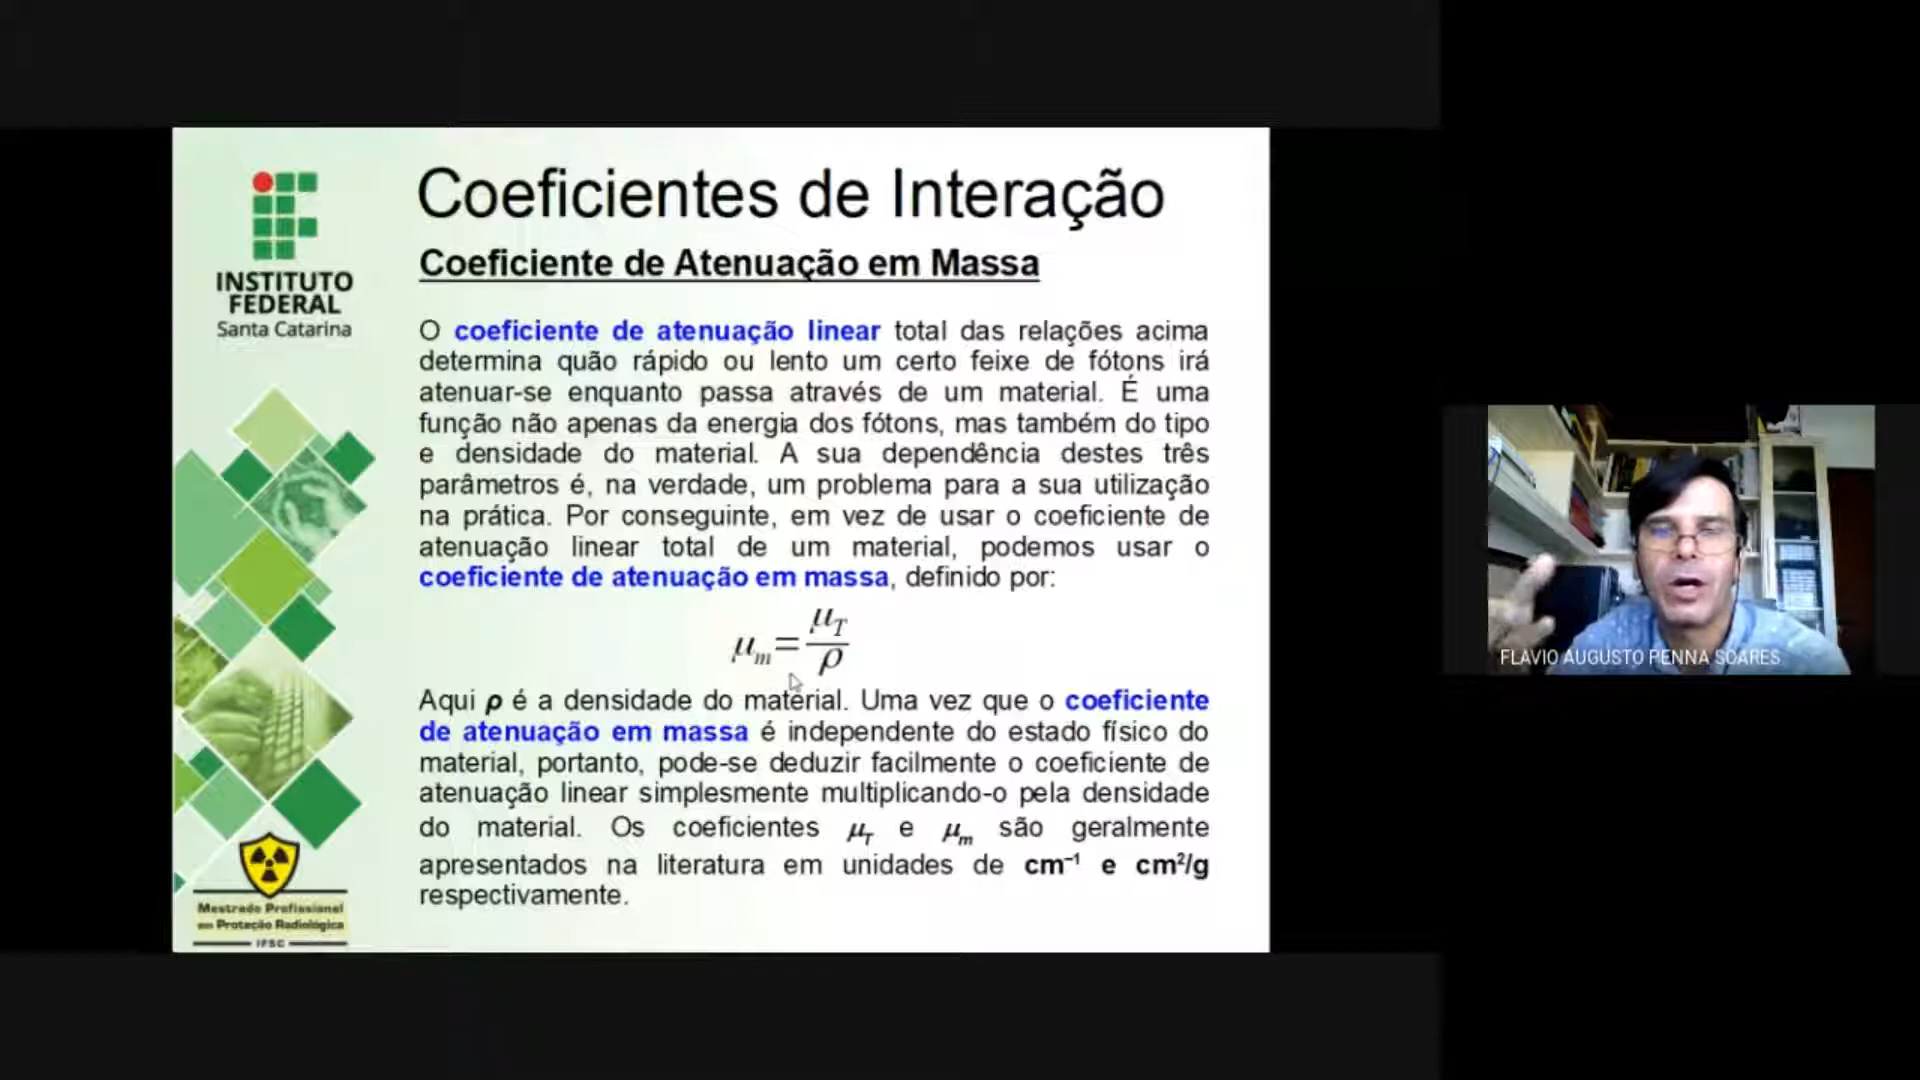 INSTITUTO
FEDERAL
Santa Catarina
Coeficientes de Interação
Coeficiente de Atenuação em Massa
O coeficiente de atenuação linear total das relações acima
determina quão rápido ou lento um certo feixe de fótons irá
atenuar-se enquanto passa através de um material. É uma
função não apenas da energia dos fótons, mas também do tipo
e densidade do material. A sua dependência destes três
parâmetros é, na verdade, um problema para a sua utilização
na prática. Por conseguinte, em vez de usar o coeficiente de
atenuação linear total de um material, podemos usar o
coeficiente de atenuação em massa, definido por:
μm = μT / ρ
Aqui ρ é a densidade do material. Uma vez que o coeficiente
de atenuação em massa é independente do estado físico do
material, portanto, pode-se deduzir facilmente o coeficiente de
atenuação linear simplesmente multiplicando-o pela densidade
do material. Os coeficientes μT e μm são geralmente
apresentados na literatura em unidades de cm⁻¹ e cm²/g
respectivamente.
Mestrado Profissional
em Proteção Radiológica
IFSC
FLAVIO AUGUSTO PENNA SOARES